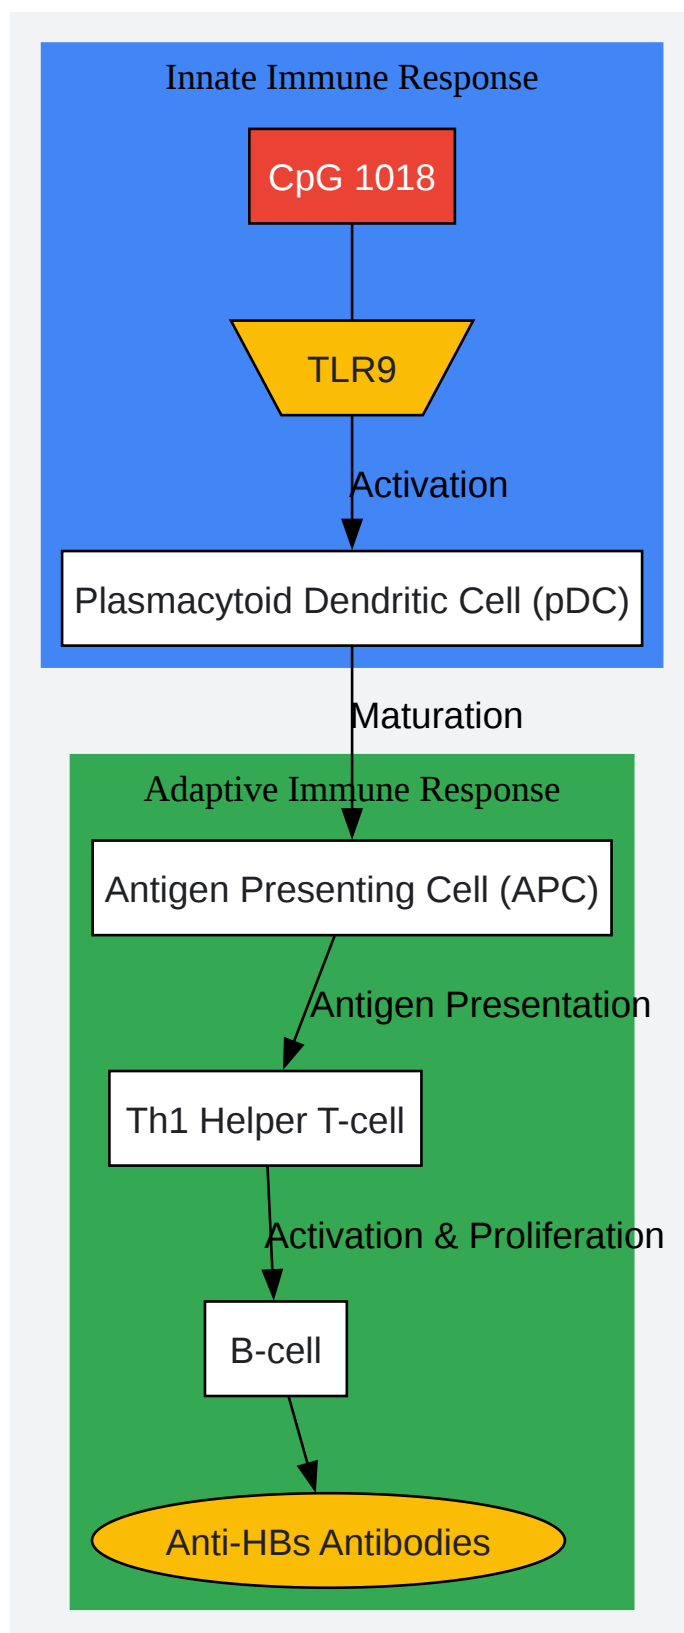 Innate Immune Response
CpG 1018
TLR9
Activation
Plasmacytoid Dendritic Cell (pDC)
Maturation
Adaptive Immune Response
Antigen Presenting Cell (APC)
Antigen Presentation
Th1 Helper T-cell
Activation & Proliferation
B-cell
Anti-HBs Antibodies